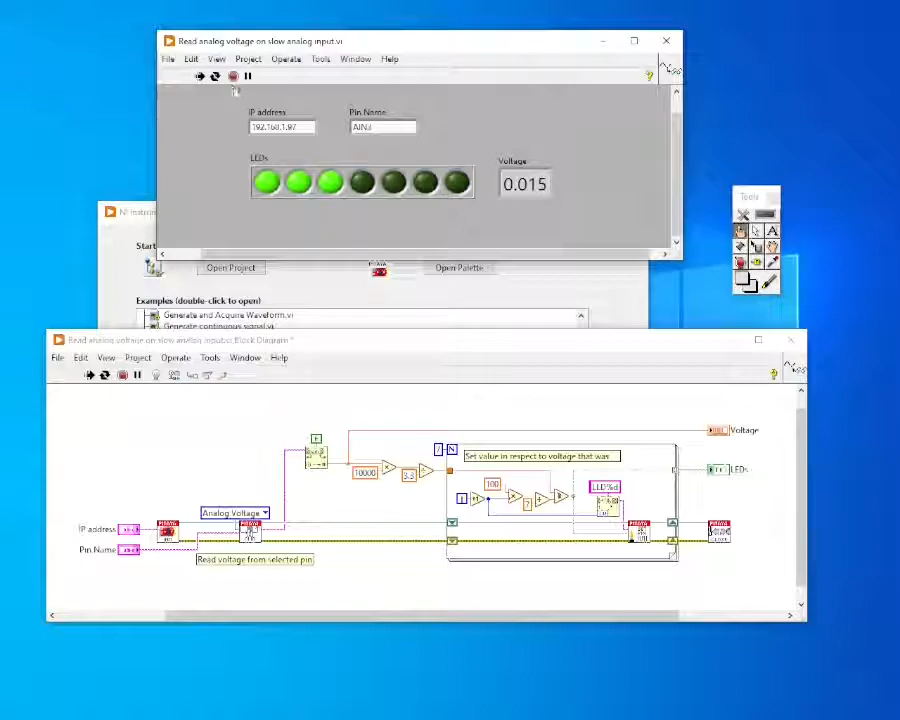 Read analog voltage on slow analog input.vi
File Edit View Project Operate Tools Window Help
IP address Pin Name
192.168.1.97 AIN3
LEDs Voltage
0.015
Tools
Start
Open Project Open Palette
Examples (double-click to open)
Generate and Acquire Waveform.vi
Generate continuous signal.vi
Read analog voltage on slow analog input.vi Block Diagram *
File Edit View Project Operate Tools Window Help
Voltage
7 N
Set value in respect to voltage that was
LEDs
10000
3.3
100
LED%d
1
7
Analog Voltage
IP address
Pin Name
Read voltage from selected pin